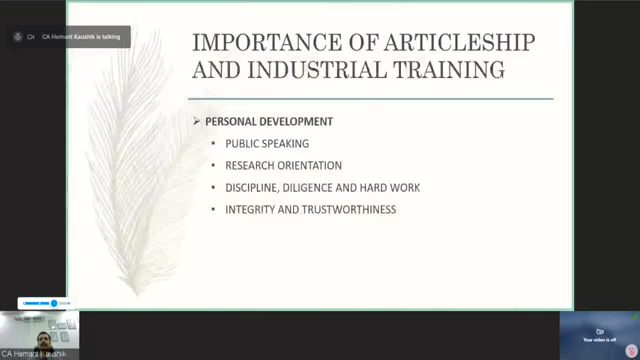 CA Hemant Kaushik is talking
IMPORTANCE OF ARTICLESHIP
AND INDUSTRIAL TRAINING
PERSONAL DEVELOPMENT
PUBLIC SPEAKING
RESEARCH ORIENTATION
DISCIPLINE, DILIGENCE AND HARD WORK
INTEGRITY AND TRUSTWORTHINESS
CA Hemant Kaushik
Your video is off